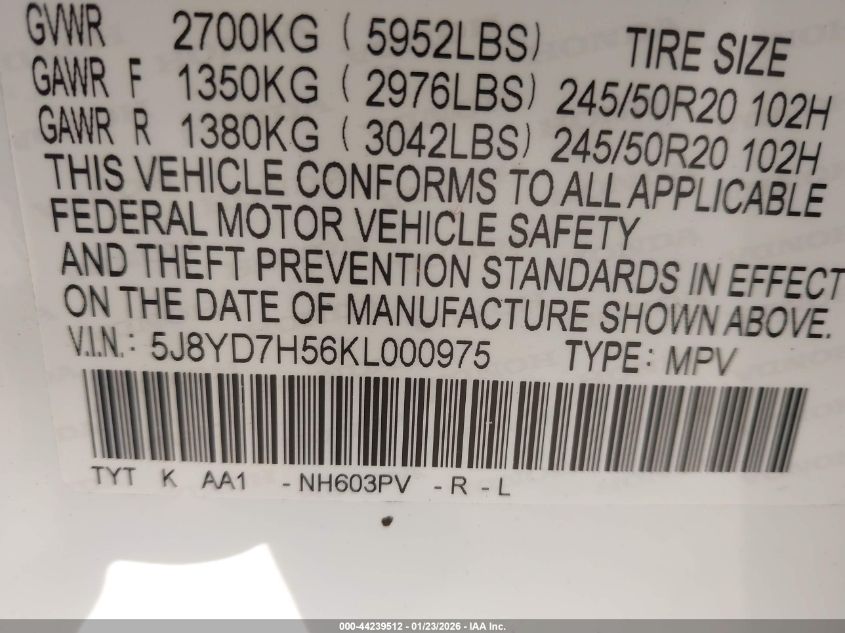 GVWR 2700KG ( 5952LBS) TIRE SIZE
GAWR F 1350KG ( 2976LBS) 245/50R20 102H
GAWR R 1380KG ( 3042LBS) 245/50R20 102H
THIS VEHICLE CONFORMS TO ALL APPLICABLE
FEDERAL MOTOR VEHICLE SAFETY
AND THEFT PREVENTION STANDARDS IN EFFECT
ON THE DATE OF MANUFACTURE SHOWN ABOVE.
V.I.N.: 5J8YD7H56KL000975 TYPE: MPV
TYT K AA1 -NH603PV -R -L
000-44239512 - 01/23/2026 - IAA Inc.